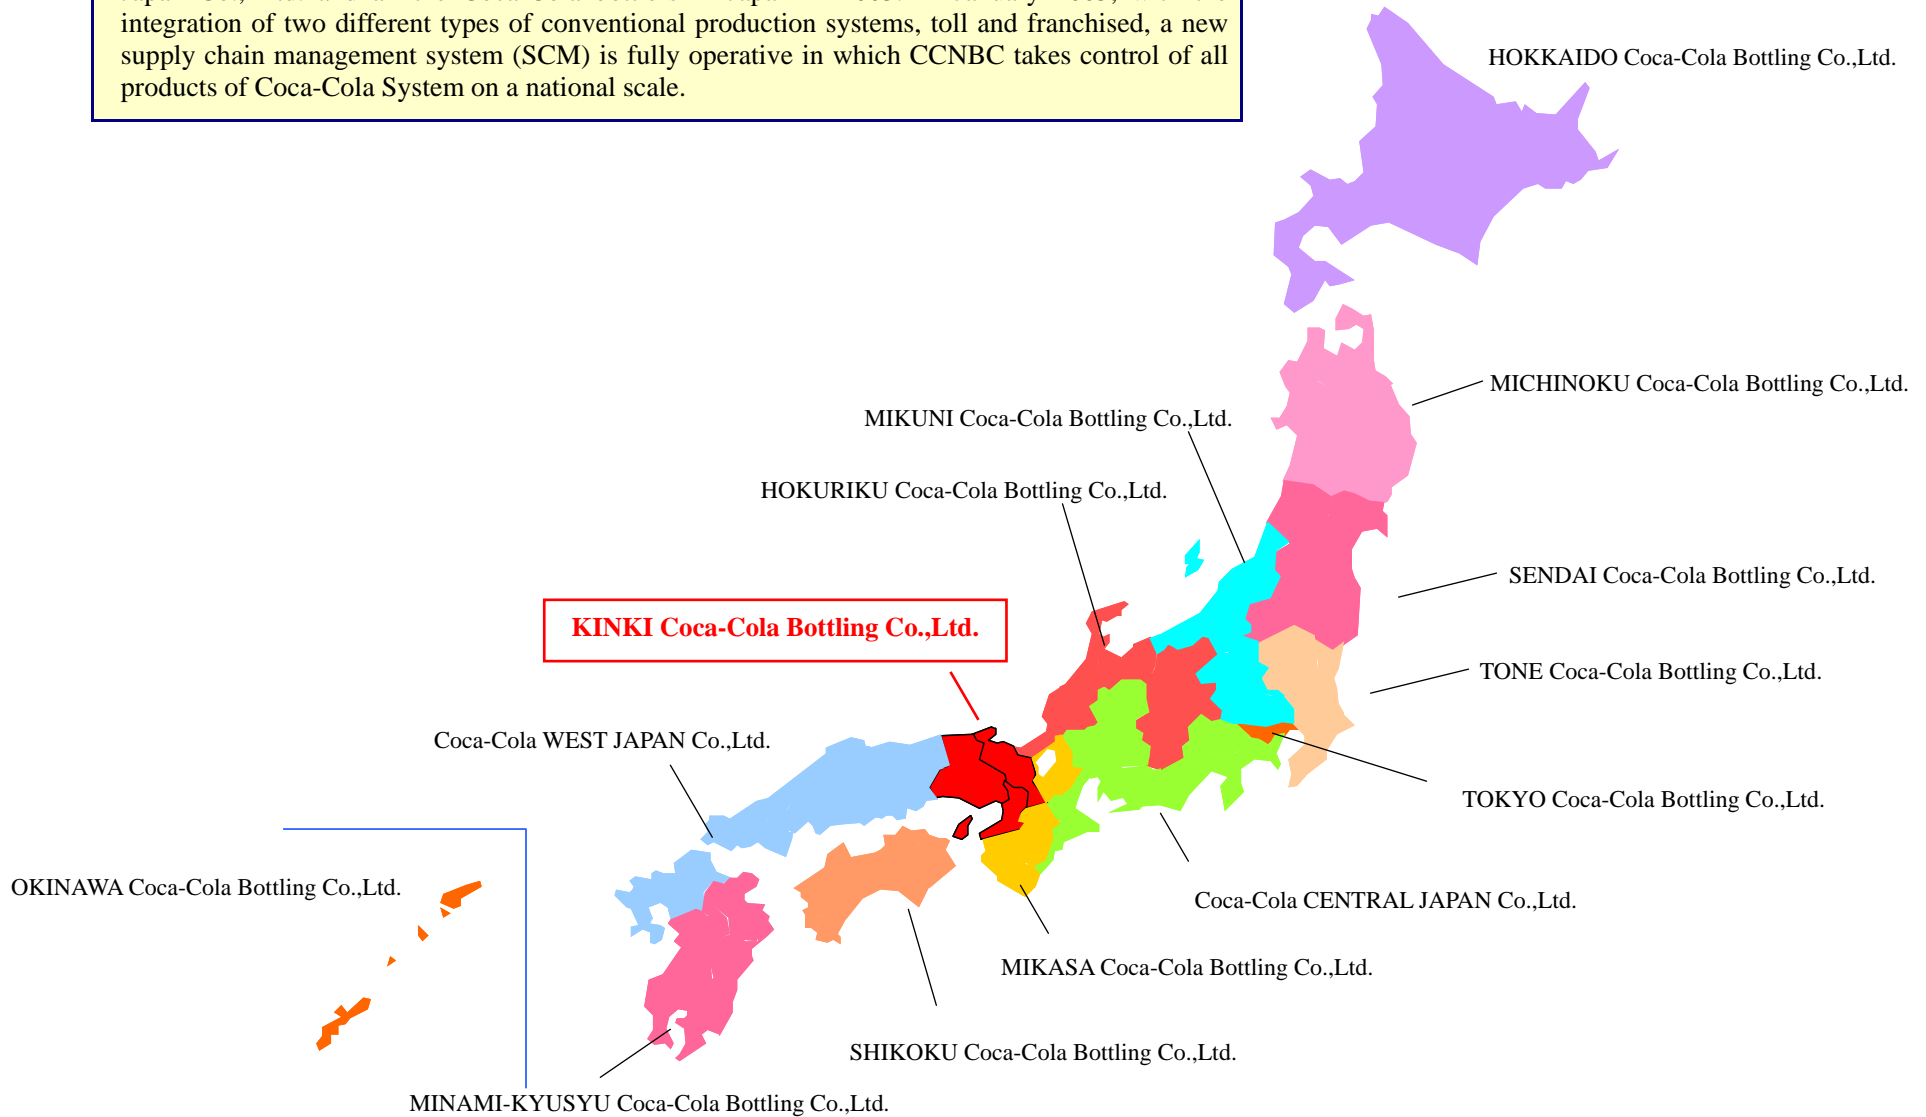 integration of two different types of conventional production systems, toll and franchised, a new
supply chain management system (SCM) is fully operative in which CCNBC takes control of all
products of Coca-Cola System on a national scale.
HOKKAIDO Coca-Cola Bottling Co.,Ltd.
MICHINOKU Coca-Cola Bottling Co.,Ltd.
MIKUNI Coca-Cola Bottling Co.,Ltd.
HOKURIKU Coca-Cola Bottling Co.,Ltd.
SENDAI Coca-Cola Bottling Co.,Ltd.
KINKI Coca-Cola Bottling Co.,Ltd.
TONE Coca-Cola Bottling Co.,Ltd.
Coca-Cola WEST JAPAN Co.,Ltd.
TOKYO Coca-Cola Bottling Co.,Ltd.
OKINAWA Coca-Cola Bottling Co.,Ltd.
Coca-Cola CENTRAL JAPAN Co.,Ltd.
MIKASA Coca-Cola Bottling Co.,Ltd.
SHIKOKU Coca-Cola Bottling Co.,Ltd.
MINAMI-KYUSYU Coca-Cola Bottling Co.,Ltd.